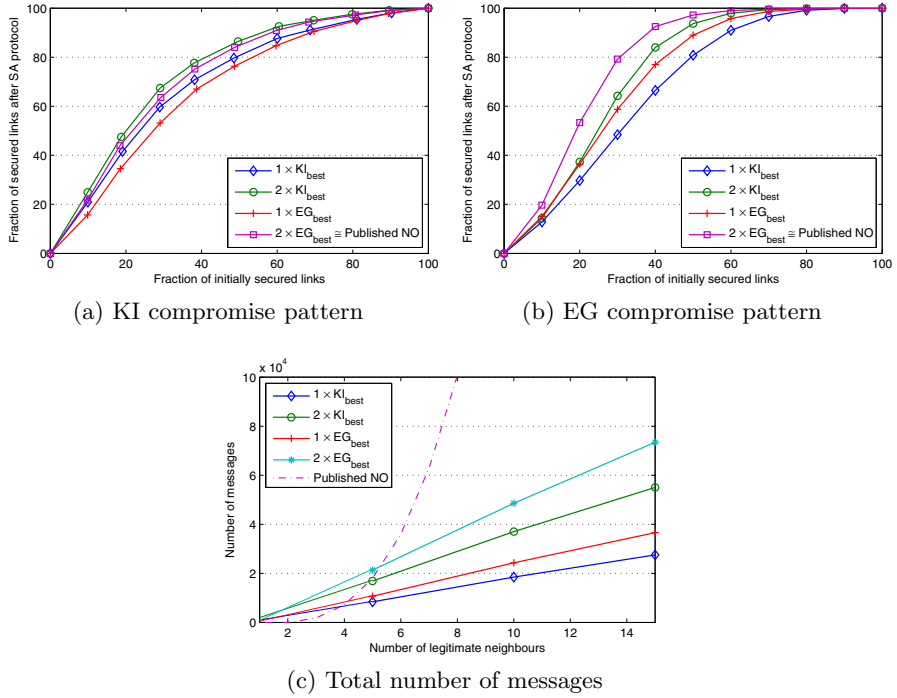 100
80
60
40
20
0
0 20 40 60 80 100
Fraction of secured links after SA protocol
Fraction of initially secured links
1 × KI_best
2 × KI_best
1 × EG_best
2 × EG_best ≅ Published NO
(a) KI compromise pattern
100
80
60
40
20
0
0 20 40 60 80 100
Fraction of secured links after SA protocol
Fraction of initially secured links
1 × KI_best
2 × KI_best
1 × EG_best
2 × EG_best ≅ Published NO
(b) EG compromise pattern
× 10^4
10
8
6
4
2
0
2 4 6 8 10 12 14
Number of messages
Number of legitimate neighbours
1 × KI_best
2 × KI_best
1 × EG_best
2 × EG_best
Published NO
(c) Total number of messages